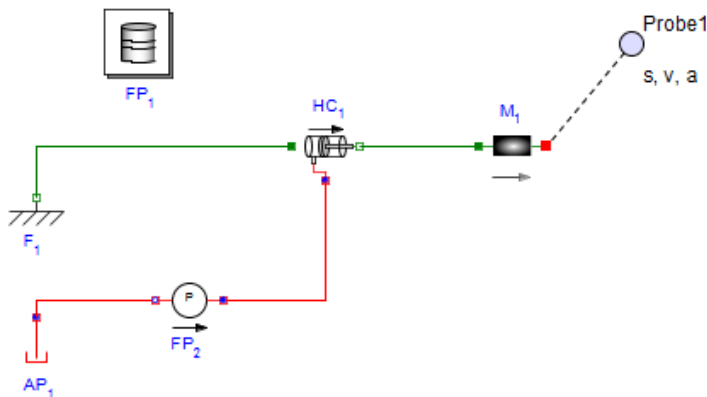 Probe1
s, v, a
FP₁
HC₁
M₁
F₁
P
FP₂
AP₁